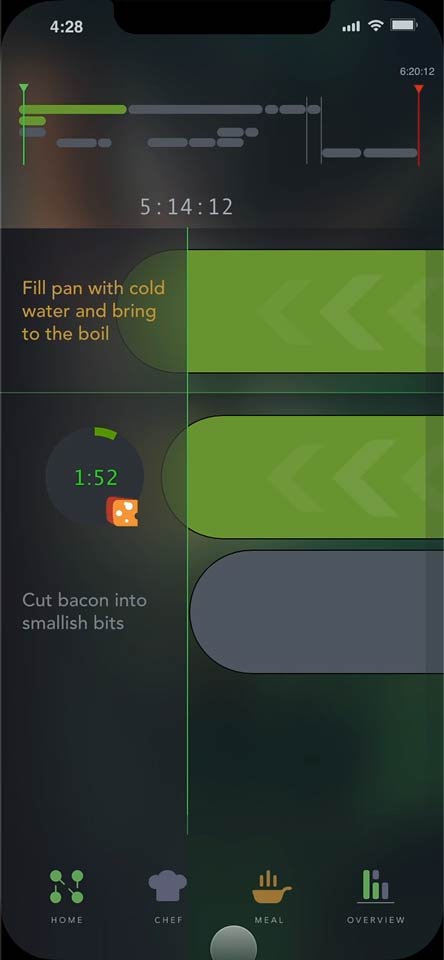 4:28
6:20:12
5:14:12
Fill pan with cold
water and bring
to the boil
1:52
Cut bacon into
smallish bits
HOME CHEF MEAL OVERVIEW